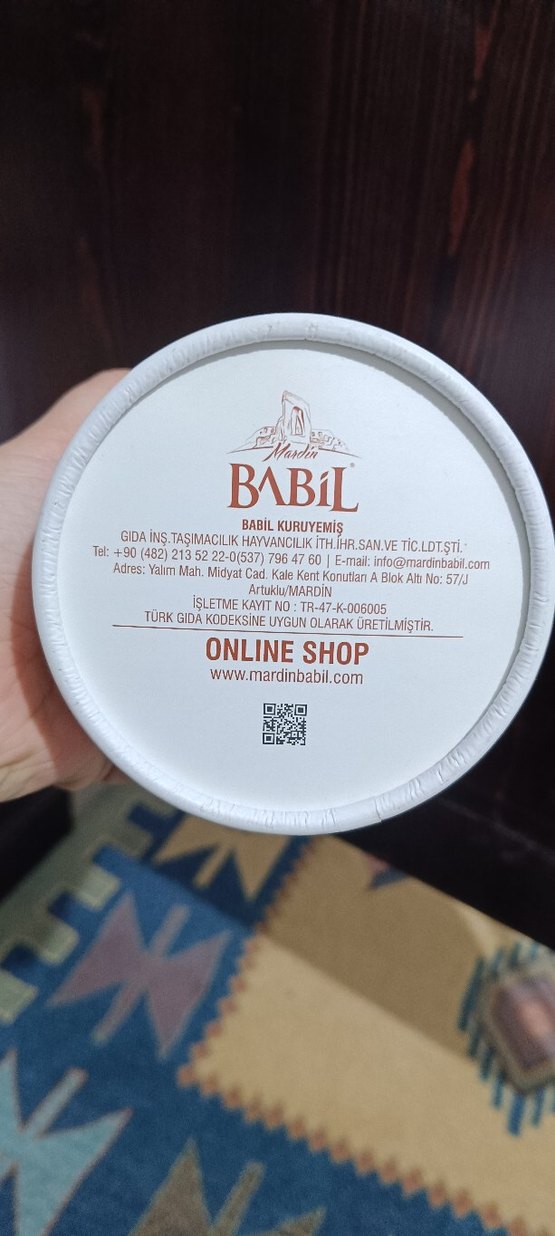 Mardin
BABİL®
BABİL KURUYEMİŞ
GIDA İNŞ.TAŞIMACILIK HAYVANCILIK İTH.İHR.SAN.VE TİC.LDT.ŞTİ.
Tel: +90 (482) 213 52 22-0(537) 796 47 60 | E-mail: info@mardinbabil.com
Adres: Yalım Mah. Midyat Cad. Kale Kent Konutları A Blok Altı No: 57/J
Artuklu/MARDİN
İŞLETME KAYIT NO : TR-47-K-006005
TÜRK GIDA KODEKSİNE UYGUN OLARAK ÜRETİLMİŞTİR.
ONLINE SHOP
www.mardinbabil.com